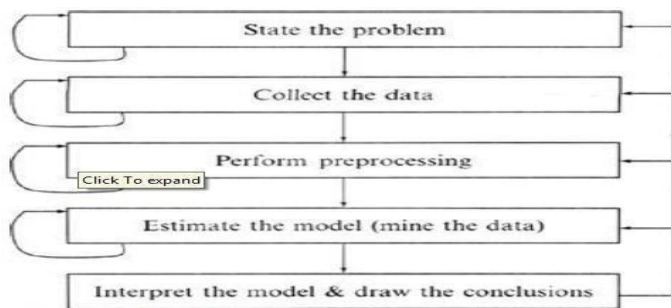 State the problem
Collect the data
Perform preprocessing
Click To expand
Estimate the model (mine the data)
Interpret the model & draw the conclusions